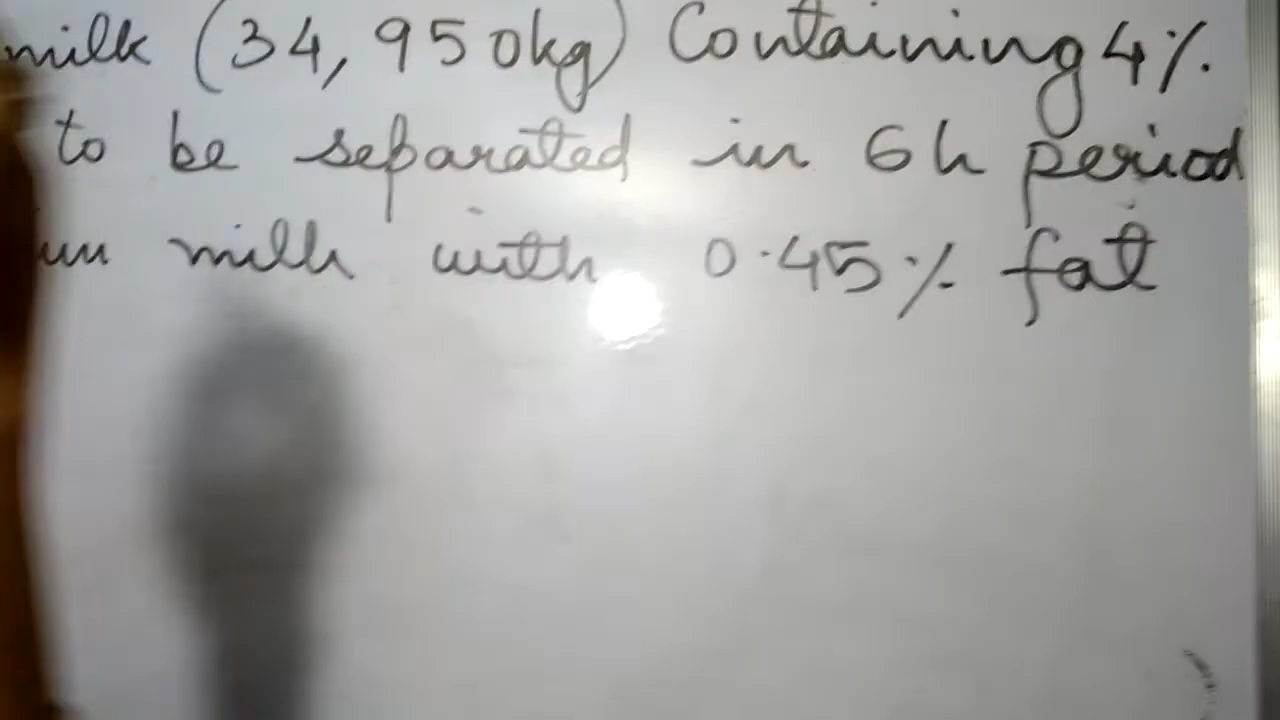 milk (34,950kg) Containing 4%
to be separated in 6h period
milk with 0.45% fat